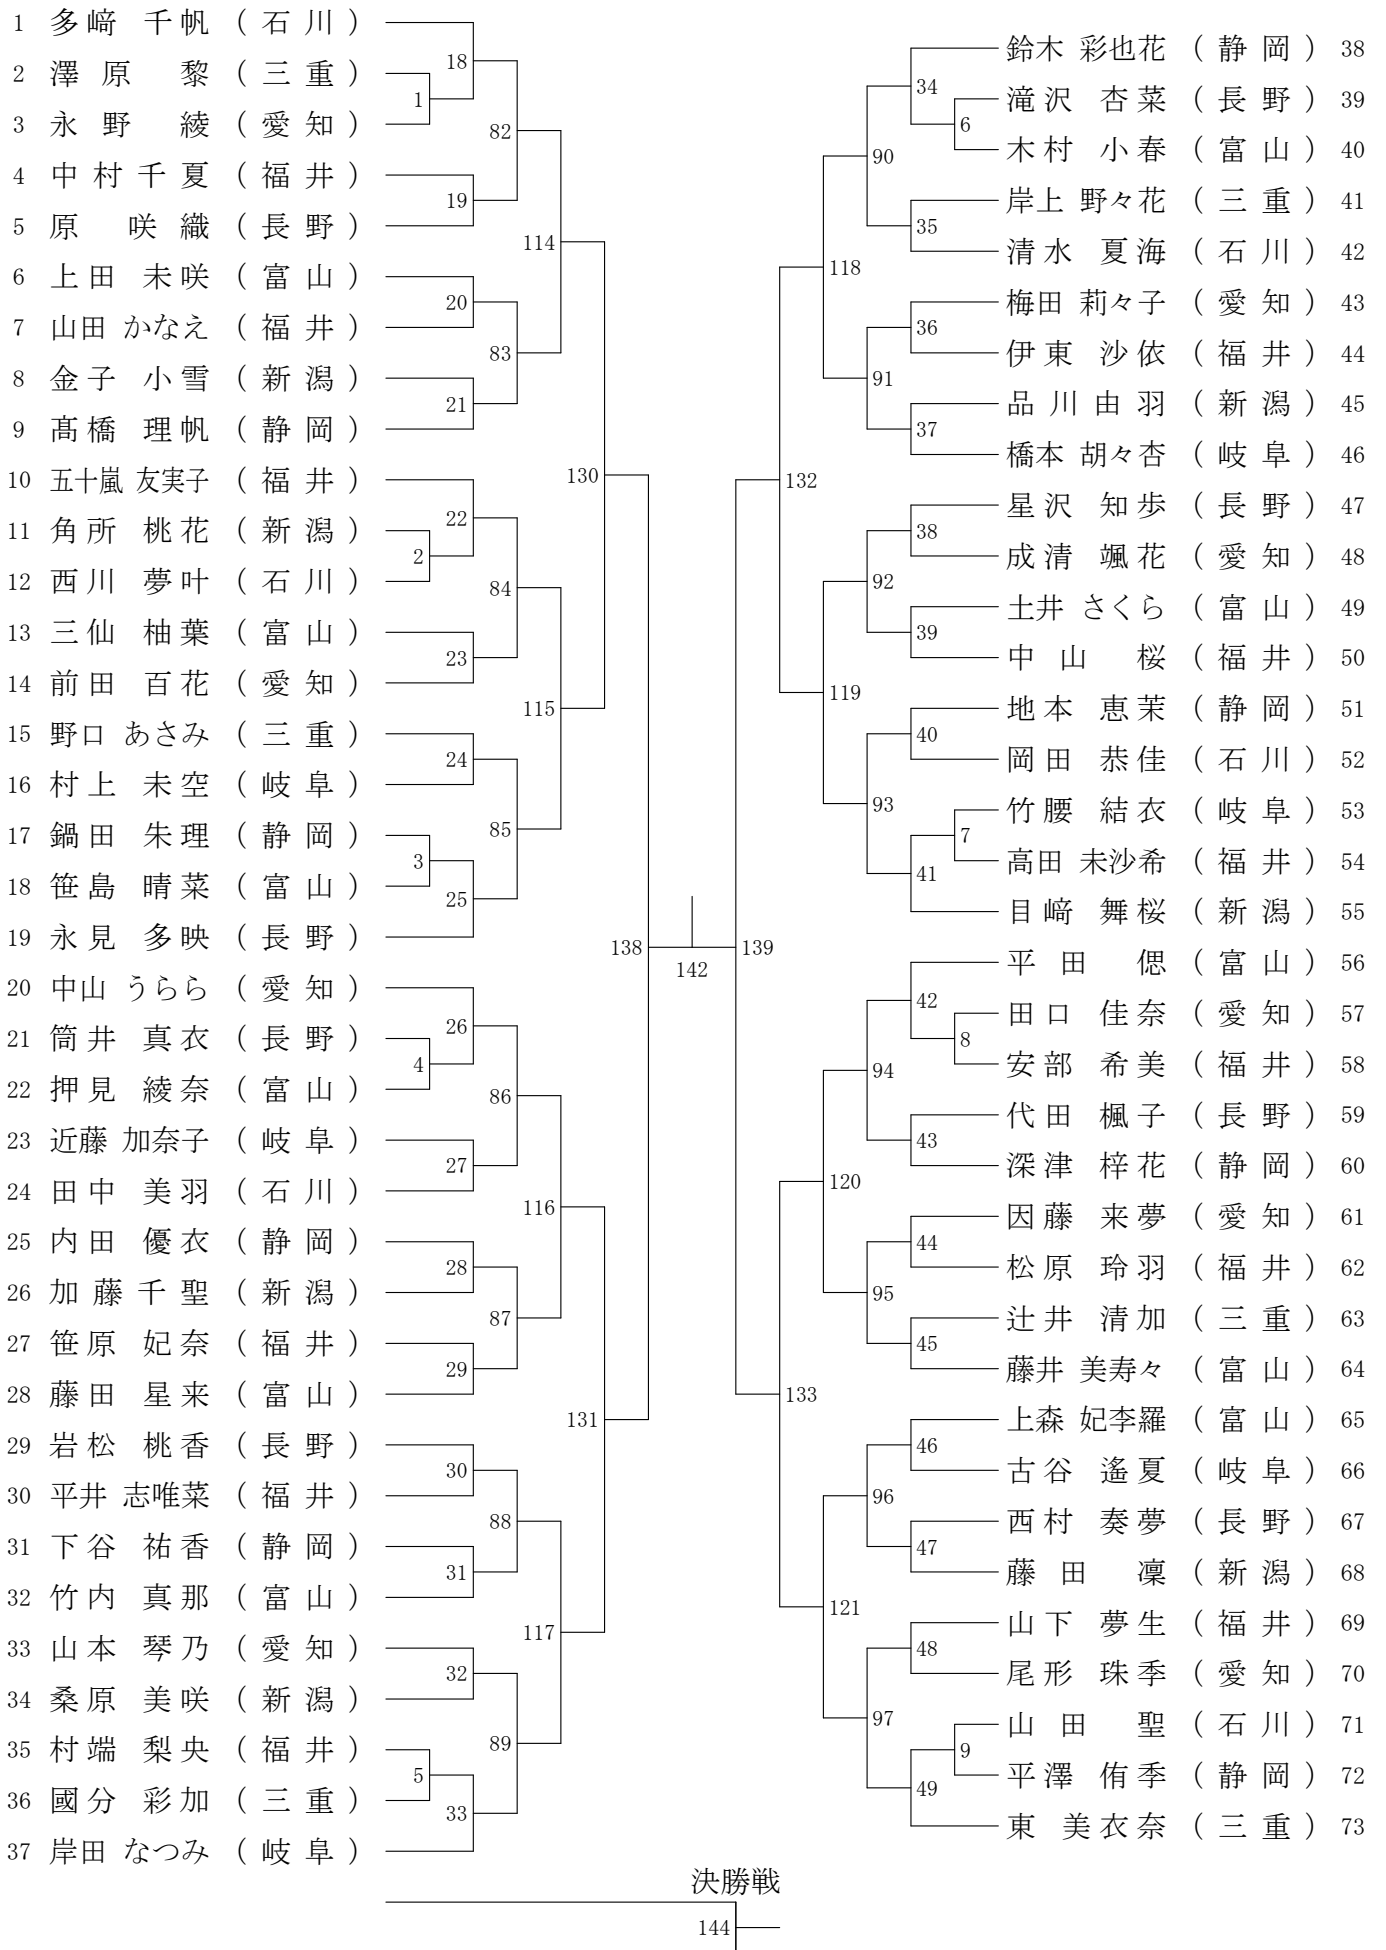 1 多﨑 千帆 (石川)
2 澤原 黎 (三重)
3 永野 綾 (愛知)
4 中村千夏 (福井)
5 原 咲織 (長野)
6 上田 未咲 (富山)
7 山田 かなえ (福井)
8 金子 小雪 (新潟)
9 髙橋 理帆 (静岡)
10 五十嵐 友実子 (福井)
11 角所 桃花 (新潟)
12 西川 夢叶 (石川)
13 三仙 柚葉 (富山)
14 前田 百花 (愛知)
15 野口 あさみ (三重)
16 村上 未空 (岐阜)
17 鍋田 朱理 (静岡)
18 笹島 晴菜 (富山)
19 永見 多映 (長野)
20 中山 うらら (愛知)
21 筒井 真衣 (長野)
22 押見 綾奈 (富山)
23 近藤 加奈子 (岐阜)
24 田中 美羽 (石川)
25 内田 優衣 (静岡)
26 加藤千聖 (新潟)
27 笹原 妃奈 (福井)
28 藤田 星来 (富山)
29 岩松 桃香 (長野)
30 平井 志唯菜 (福井)
31 下谷 祐香 (静岡)
32 竹内 真那 (富山)
33 山本 琴乃 (愛知)
34 桑原 美咲 (新潟)
35 村端 梨央 (福井)
36 國分 彩加 (三重)
37 岸田 なつみ (岐阜)
18
1
82
19
114
20
83
21
130
22
2
84
23
115
24
85
3
25
138
26
4
86
27
116
28
87
29
131
30
88
31
117
32
89
5
33
142
139
34
6
90
35
118
36
91
37
132
38
92
39
119
40
93
7
41
42
8
94
43
120
44
95
45
133
46
96
47
121
48
97
9
49
鈴木 彩也花 (静岡) 38
滝沢 杏菜 (長野) 39
木村 小春 (富山) 40
岸上 野々花 (三重) 41
清水 夏海 (石川) 42
梅田 莉々子 (愛知) 43
伊東 沙依 (福井) 44
品川由羽 (新潟) 45
橋本 胡々杏 (岐阜) 46
星沢 知歩 (長野) 47
成清 颯花 (愛知) 48
土井 さくら (富山) 49
中山 桜 (福井) 50
地本 恵茉 (静岡) 51
岡田 恭佳 (石川) 52
竹腰 結衣 (岐阜) 53
高田 未沙希 (福井) 54
目﨑 舞桜 (新潟) 55
平田 偲 (富山) 56
田口 佳奈 (愛知) 57
安部 希美 (福井) 58
代田 楓子 (長野) 59
深津 梓花 (静岡) 60
因藤 来夢 (愛知) 61
松原 玲羽 (福井) 62
辻井 清加 (三重) 63
藤井 美寿々 (富山) 64
上森 妃李羅 (富山) 65
古谷 遙夏 (岐阜) 66
西村 奏夢 (長野) 67
藤田 凜 (新潟) 68
山下 夢生 (福井) 69
尾形 珠季 (愛知) 70
山田 聖 (石川) 71
平澤 侑季 (静岡) 72
東 美衣奈 (三重) 73
決勝戦
144